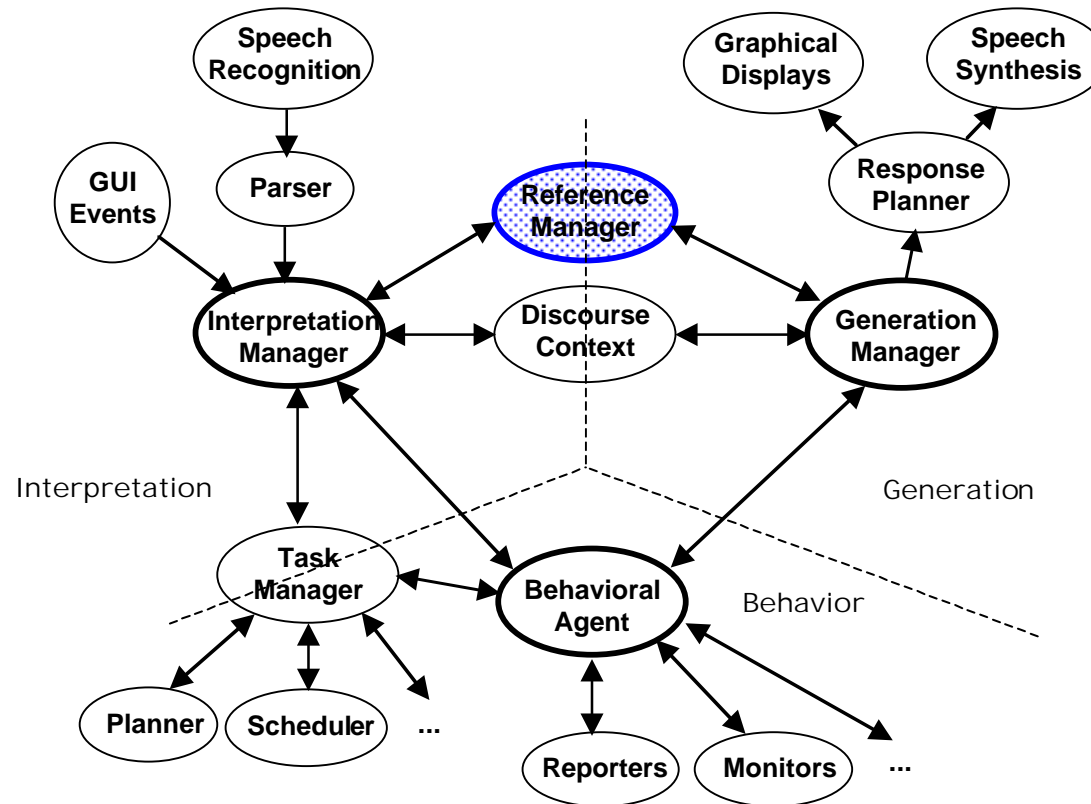 Speech
Recognition
Graphical
Displays
Speech
Synthesis
GUI
Events
Parser
Reference
Manager
Response
Planner
Interpretation
Manager
Discourse
Context
Generation
Manager
Interpretation
Generation
Task
Manager
Behavioral
Agent
Behavior
Planner
Scheduler
...
Reporters
Monitors
...